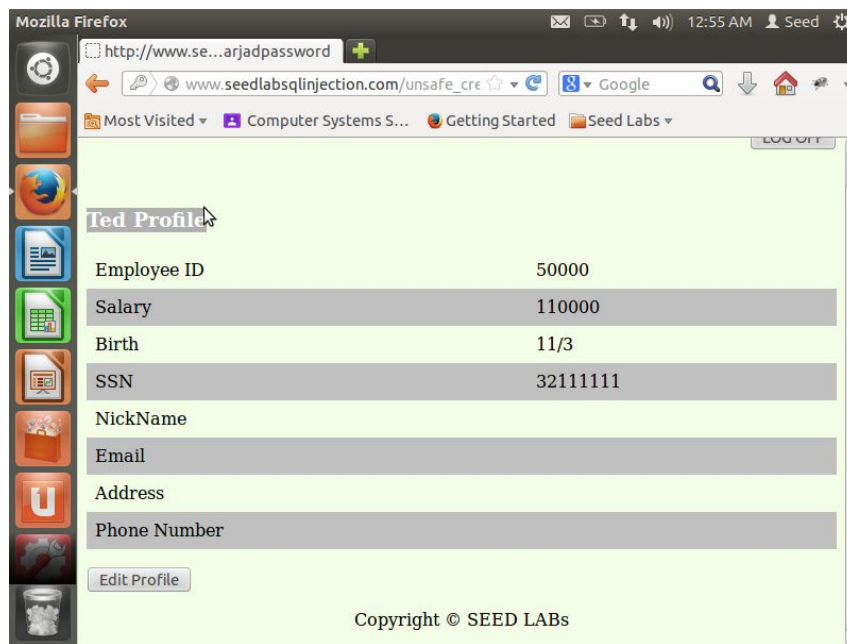 Mozilla Firefox 12:55 AM Seed
http://www.se...arjadpassword
www.seedlabsqlinjection.com/unsafe_cre Google
Most Visited Computer Systems S... Getting Started Seed Labs
LOG OFF
Ted Profile
Employee ID 50000
Salary 110000
Birth 11/3
SSN 32111111
NickName
Email
Address
Phone Number
Edit Profile
Copyright © SEED LABs